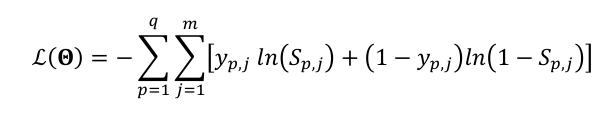 ℒ(𝚯) = − ∑_{p=1}^{q} ∑_{j=1}^{m} [y_{p,j} ln(S_{p,j}) + (1 − y_{p,j})ln(1 − S_{p,j})]